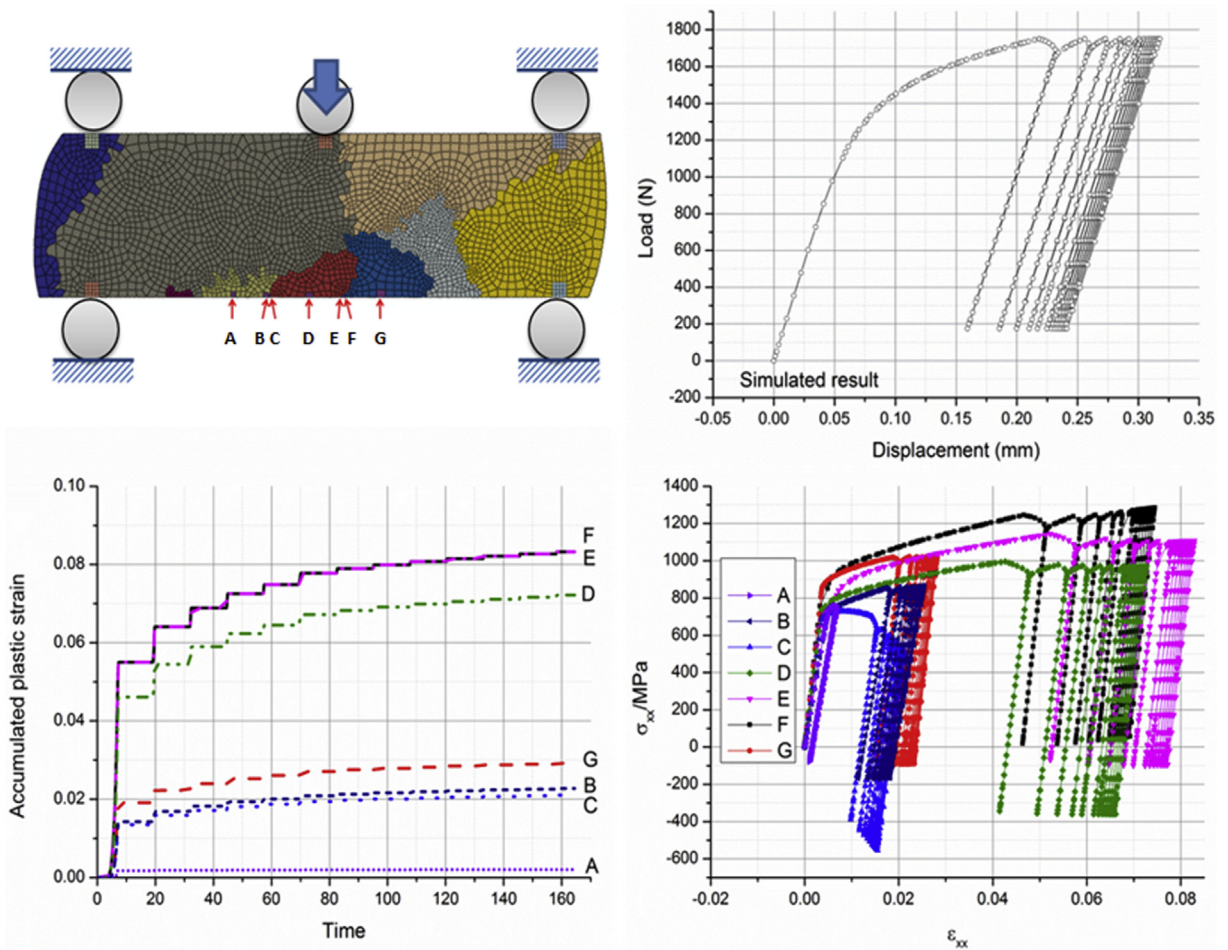 A B C D E F G
1800
1600
1400
1200
1000
800
600
400
200
0
-200
Load (N)
Simulated result
-0.05 0.00 0.05 0.10 0.15 0.20 0.25 0.30 0.35
Displacement (mm)
0.10
0.08
0.06
0.04
0.02
0.00
Accumulated plastic strain
F
E
D
G
B
C
A
0 20 40 60 80 100 120 140 160
Time
1400
1200
1000
800
600
400
200
0
-200
-400
-600
σxx/MPa
A
B
C
D
E
F
G
-0.02 0.00 0.02 0.04 0.06 0.08
εxx